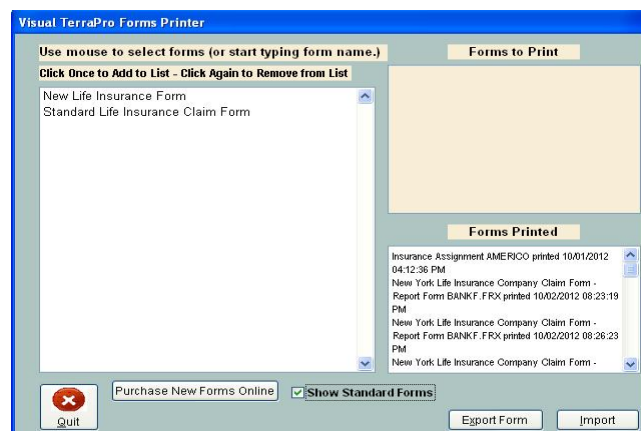 Visual TerraPro Forms Printer
Use mouse to select forms (or start typing form name.)
Click Once to Add to List - Click Again to Remove from List
New Life Insurance Form
Standard Life Insurance Claim Form
Forms to Print
Forms Printed
Insurance Assignment AMERICO printed 10/01/2012
04:12:36 PM
New York Life Insurance Company Claim Form -
Report Form BANKF.FRX printed 10/02/2012 08:23:19
PM
New York Life Insurance Company Claim Form -
Report Form BANKF.FRX printed 10/02/2012 08:26:23
PM
New York Life Insurance Company Claim Form -
Quit
Purchase New Forms Online
Show Standard Forms
Export Form
Import